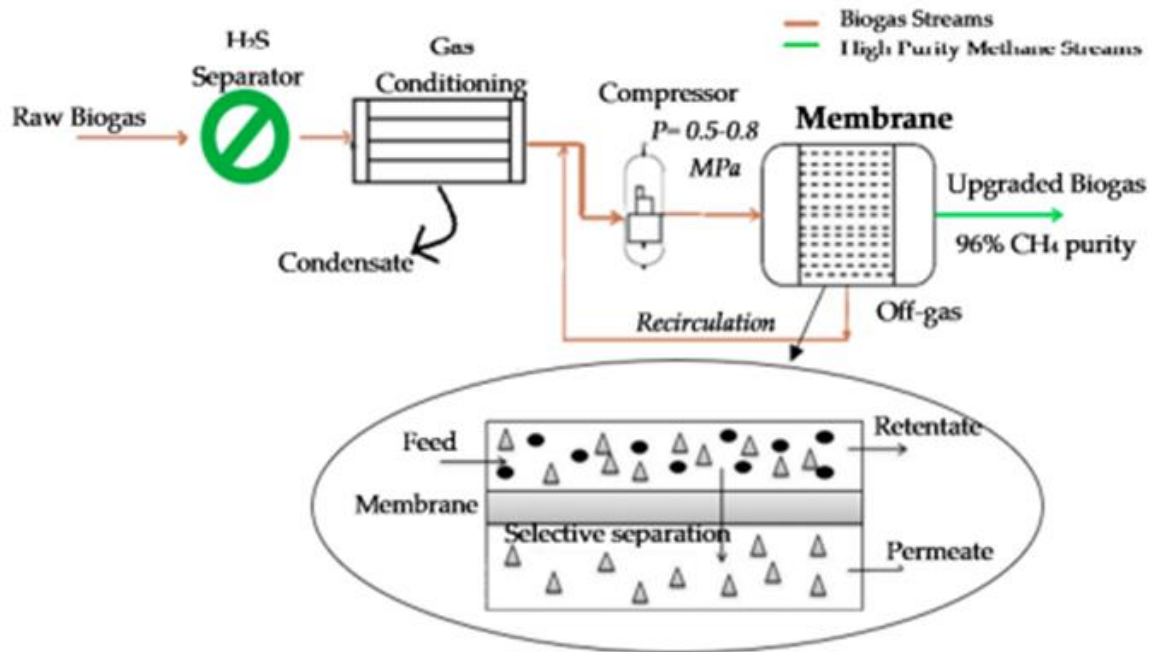 Biogas Streams
High Purity Methane Streams
H₂S
Separator
Gas
Conditioning
Raw Biogas
Compressor
P= 0.5-0.8
MPa
Membrane
Upgraded Biogas
96% CH₄ purity
Condensate
Off-gas
Recirculation
Feed
Retentate
Membrane
Selective separation
Permeate